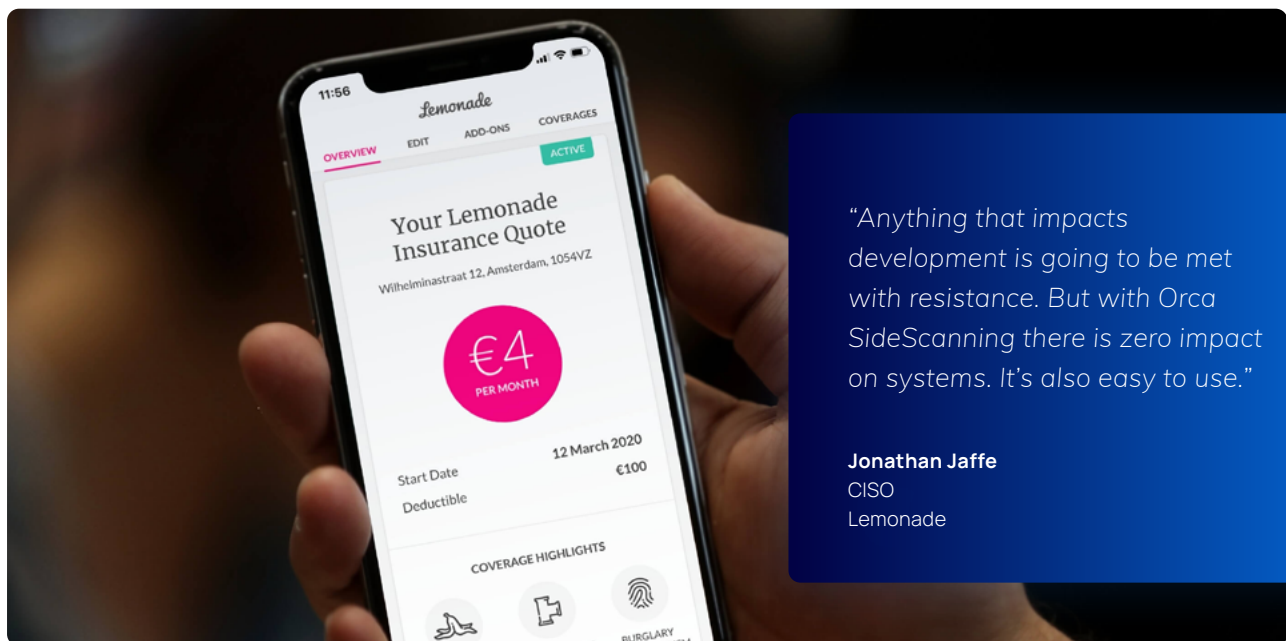 11:56
Lemonade
OVERVIEW EDIT ADD-ONS COVERAGES
ACTIVE
Your Lemonade
Insurance Quote
Wilhelminastraat 12, Amsterdam, 1054VZ
€4
PER MONTH
Start Date 12 March 2020
Deductible €100
COVERAGE HIGHLIGHTS
BURGLARY
“Anything that impacts
development is going to be met
with resistance. But with Orca
SideScanning there is zero impact
on systems. It’s also easy to use.”
Jonathan Jaffe
CISO
Lemonade